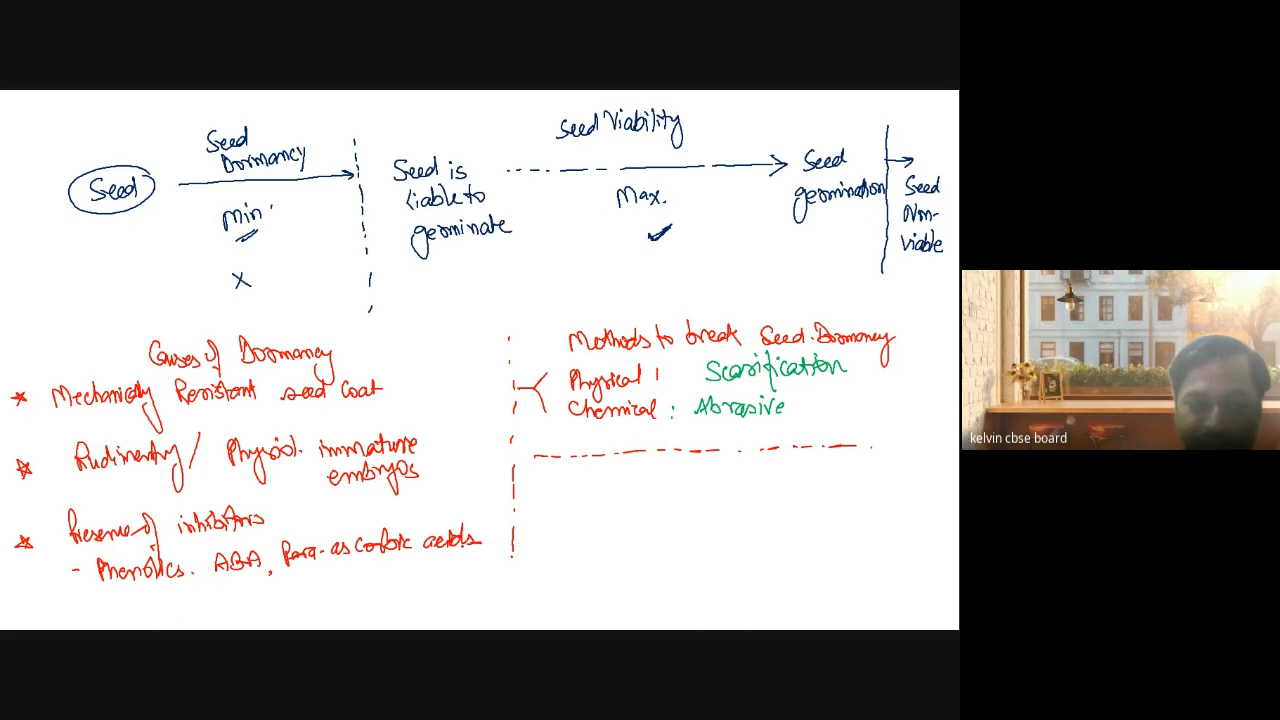 Seed
Seed
Dormancy
Min.
x
Seed is
liable to
germinate
Seed Viability
Max.
Seed
germination
Seed
Non-
viable
Causes of Dormancy
* Mechanically Resistant seed coat
* Rudimentry / Physiol. immature
embryos
* Presence of inhibitors
- Phenolics. ABA, Para-ascorbic acids
Methods to break Seed Dormancy
Physical : Scarification
Chemical : Abrasive
kelvin cbse board